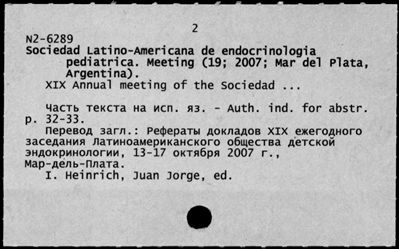 2
N2-6289
Sociedad Latino-Americana de endocrinologia
pediatrica. Meeting (19; 2007; Mar del Plata,
Argentina).
XIX Annual meeting of the Sociedad ...
Часть текста на исп. яз. - Auth. ind. for abstr.
p. 32-33.
Перевод загл.: Рефераты докладов XIX ежегодного
заседания Латиноамериканского общества детской
эндокринологии, 13-17 октября 2007 г.,
Мар-дель-Плата.
I. Heinrich, Juan Jorge, ed.